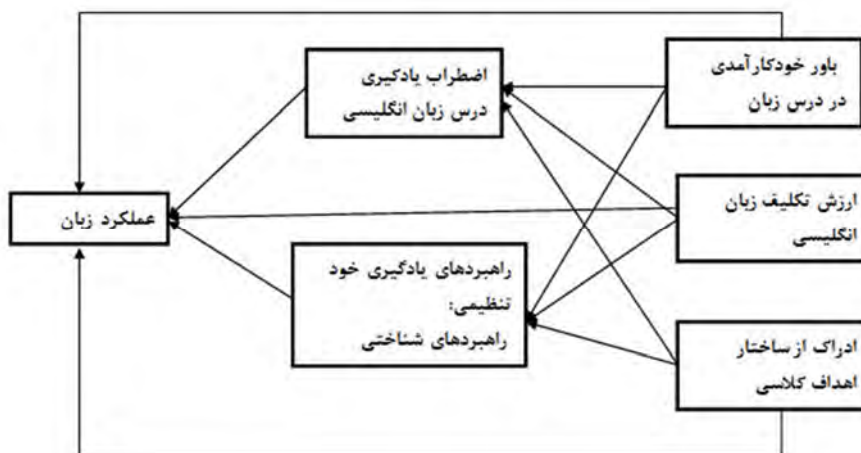 باور خودکارآمدی
در درس زبان
اضطراب یادگیری
درس زبان انگلیسی
ارزش تکلیف زبان
انگلیسی
عملکرد زبان
راهبردهای یادگیری خود
تنظیمی:
راهبردهای شناختی
ادراک از ساختار
اهداف کلاسی